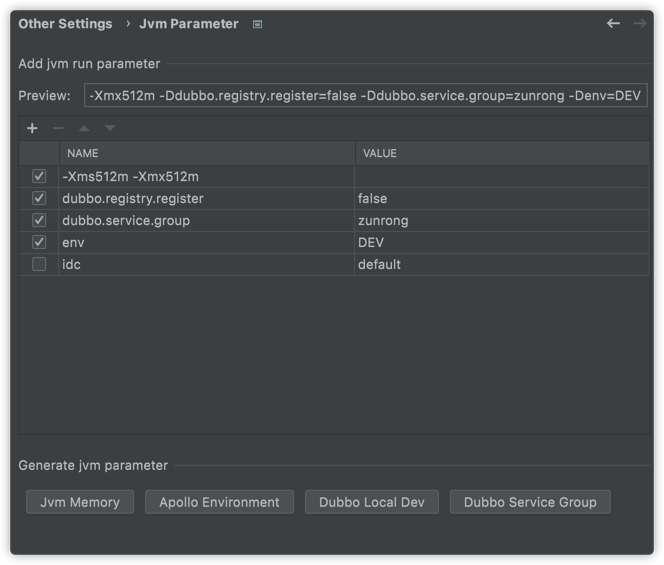 Other Settings › Jvm Parameter
Add jvm run parameter
Preview: -Xmx512m -Ddubbo.registry.register=false -Ddubbo.service.group=zunrong -Denv=DEV
NAME VALUE
-Xms512m -Xmx512m
dubbo.registry.register false
dubbo.service.group zunrong
env DEV
idc default
Generate jvm parameter
Jvm Memory Apollo Environment Dubbo Local Dev Dubbo Service Group